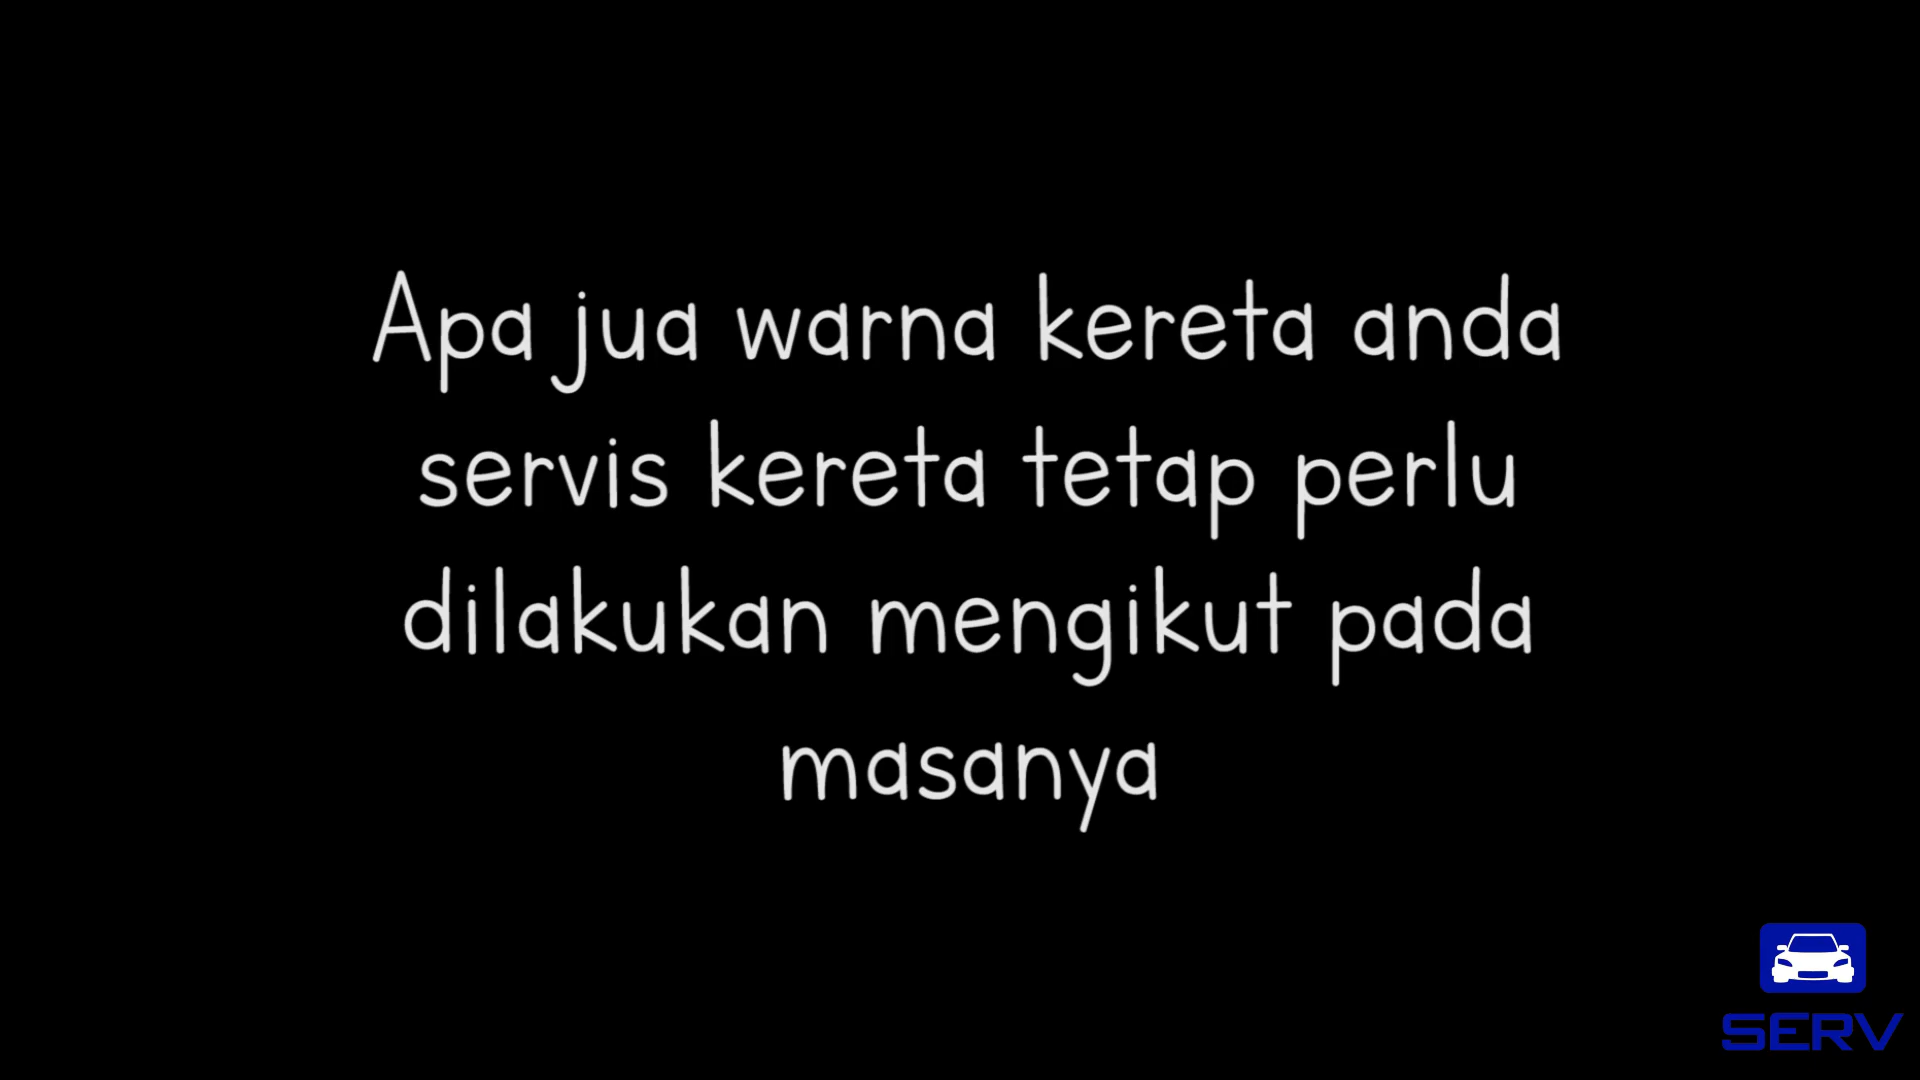 Apa jua warna kereta anda
servis kereta tetap perlu
dilakukan mengikut pada
masanya
SERV